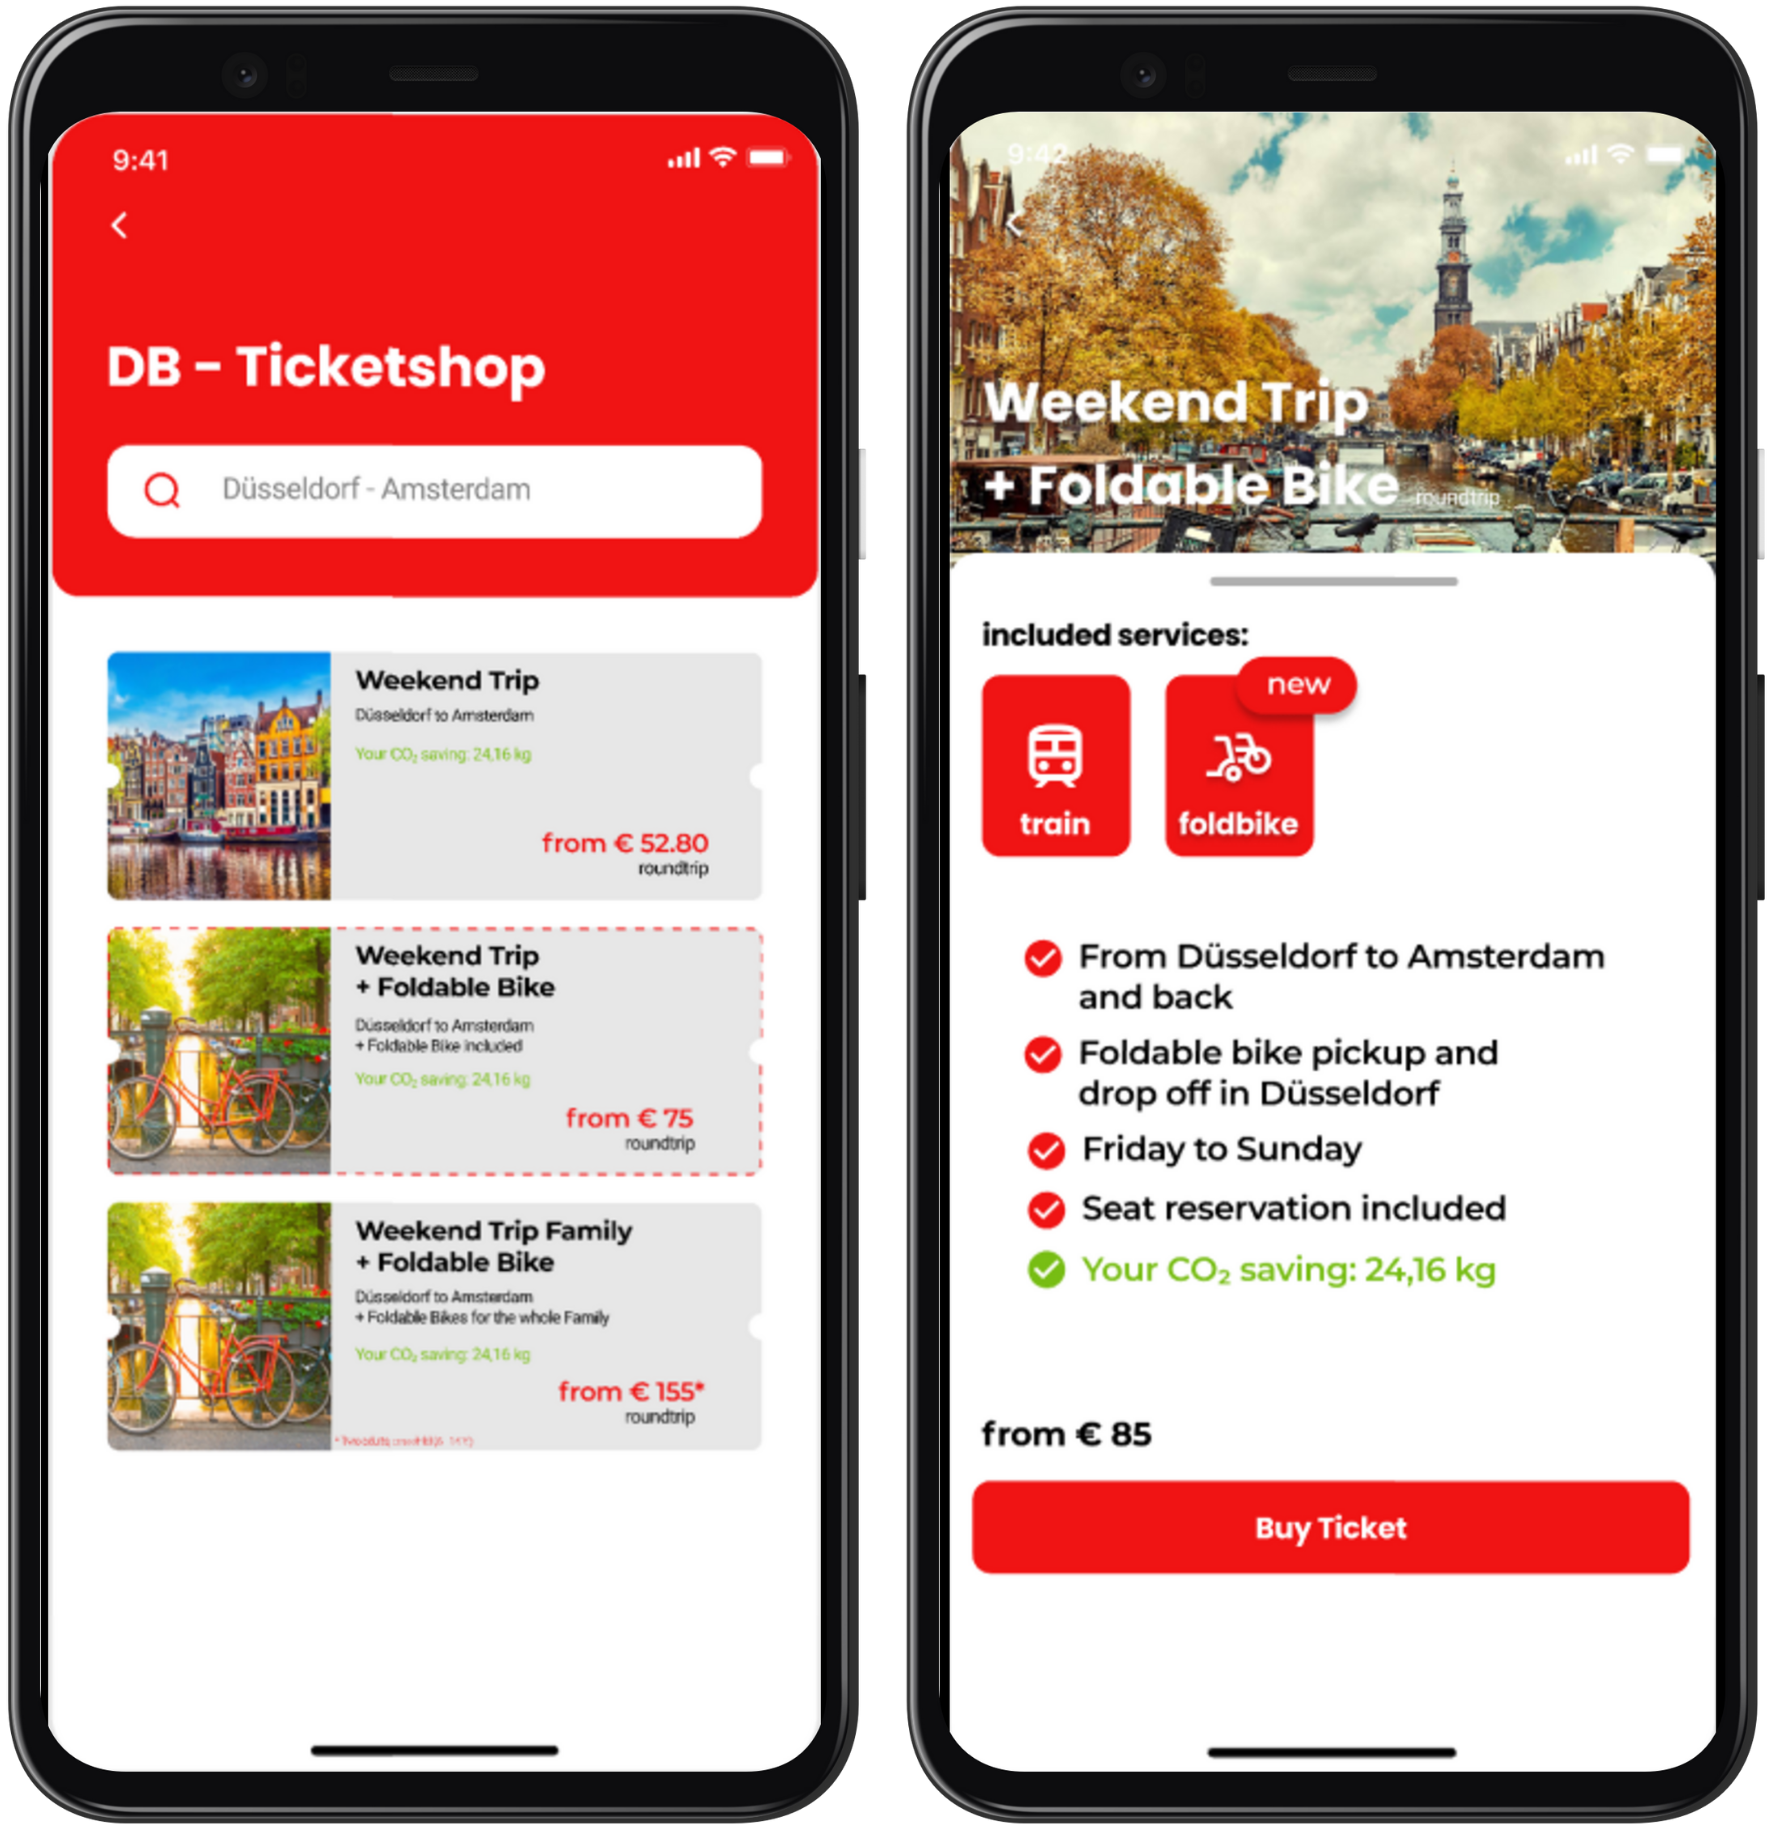 9:41
DB - Ticketshop
Düsseldorf - Amsterdam
Weekend Trip
Düsseldorf to Amsterdam
Your CO₂ saving: 24,16 kg
from € 52.80
roundtrip
Weekend Trip
+ Foldable Bike
Düsseldorf to Amsterdam
+ Foldable Bike included
Your CO₂ saving: 24,16 kg
from € 75
roundtrip
Weekend Trip Family
+ Foldable Bike
Düsseldorf to Amsterdam
+ Foldable Bikes for the whole Family
Your CO₂ saving: 24,16 kg
from € 155*
roundtrip
9:42
Weekend Trip
+ Foldable Bike roundtrip
included services:
new
train
foldbike
From Düsseldorf to Amsterdam
and back
Foldable bike pickup and
drop off in Düsseldorf
Friday to Sunday
Seat reservation included
Your CO₂ saving: 24,16 kg
from € 85
Buy Ticket